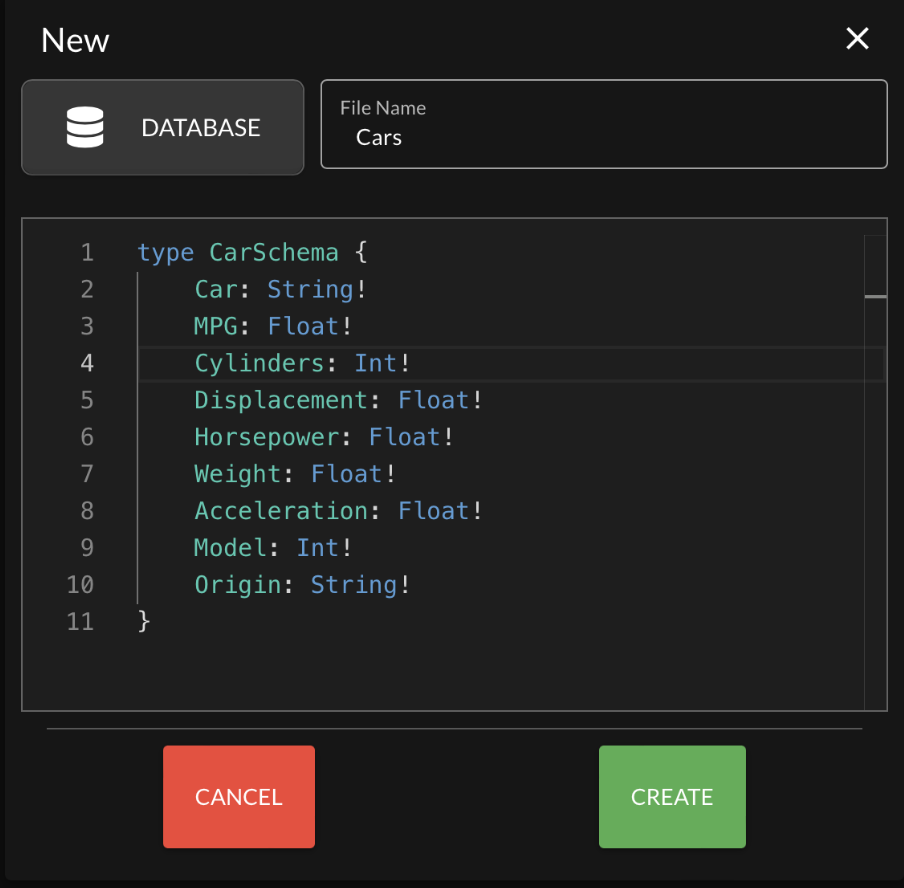 New
DATABASE
File Name
Cars
1 type CarSchema {
2     Car: String!
3     MPG: Float!
4     Cylinders: Int!
5     Displacement: Float!
6     Horsepower: Float!
7     Weight: Float!
8     Acceleration: Float!
9     Model: Int!
10     Origin: String!
11 }
CANCEL
CREATE